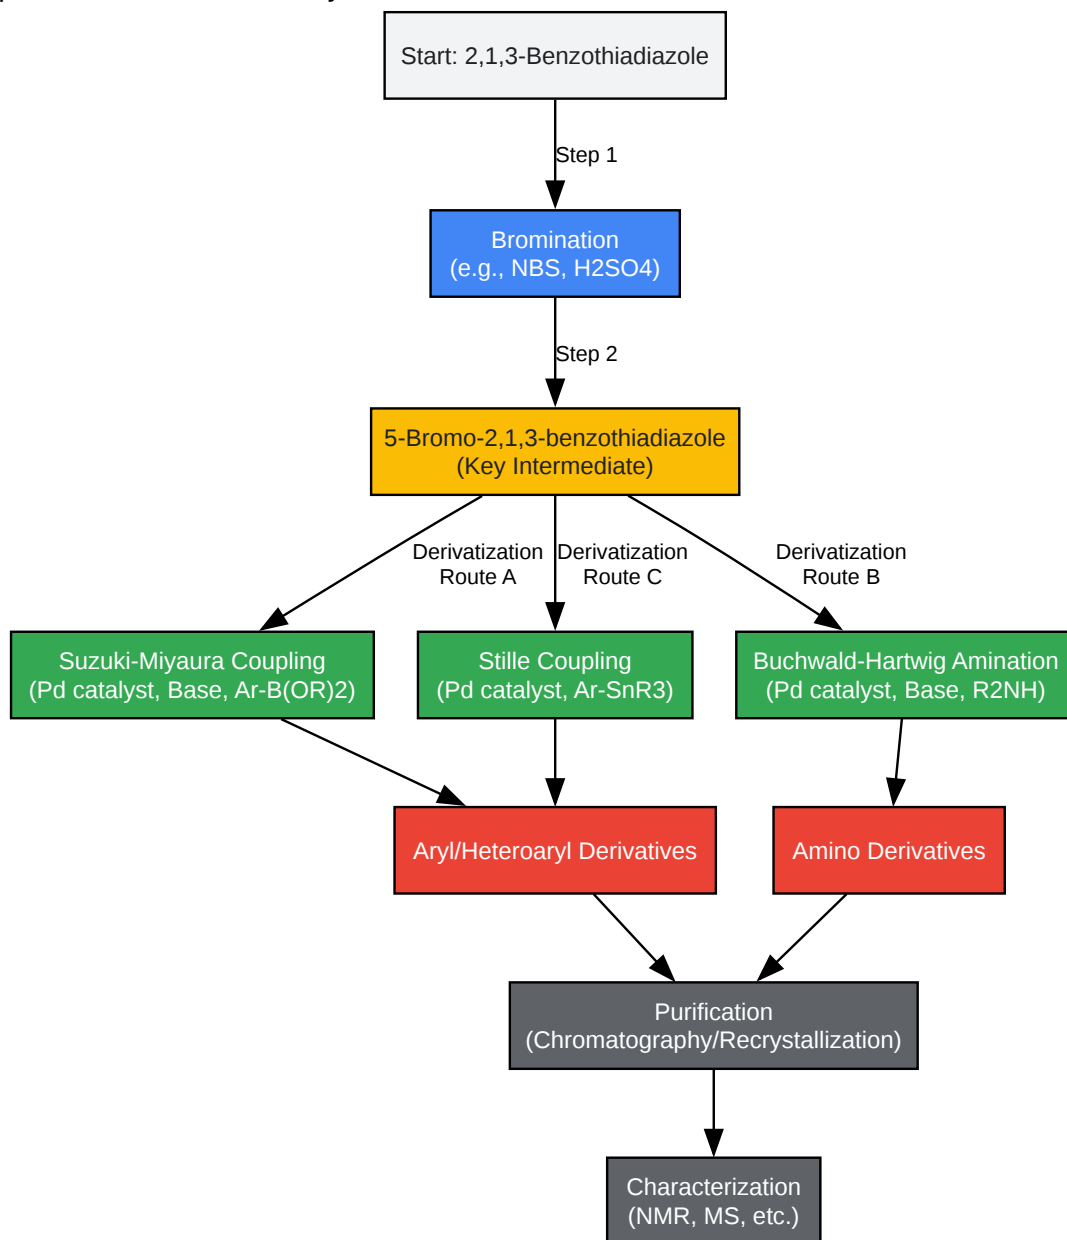 Start: 2,1,3-Benzothiadiazole
Step 1
Bromination
(e.g., NBS, H2SO4)
Step 2
5-Bromo-2,1,3-benzothiadiazole
(Key Intermediate)
Derivatization
Route A
Derivatization
Route C
Derivatization
Route B
Suzuki-Miyaura Coupling
(Pd catalyst, Base, Ar-B(OR)2)
Stille Coupling
(Pd catalyst, Ar-SnR3)
Buchwald-Hartwig Amination
(Pd catalyst, Base, R2NH)
Aryl/Heteroaryl Derivatives
Amino Derivatives
Purification
(Chromatography/Recrystallization)
Characterization
(NMR, MS, etc.)